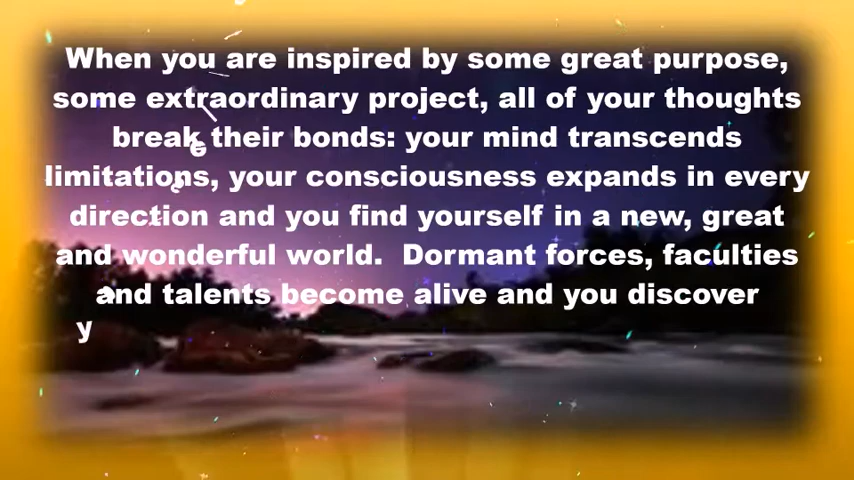 When you are inspired by some great purpose,
some extraordinary project, all of your thoughts
break their bonds: your mind transcends
limitations, your consciousness expands in every
direction and you find yourself in a new, great
and wonderful world. Dormant forces, faculties
and talents become alive and you discover
y